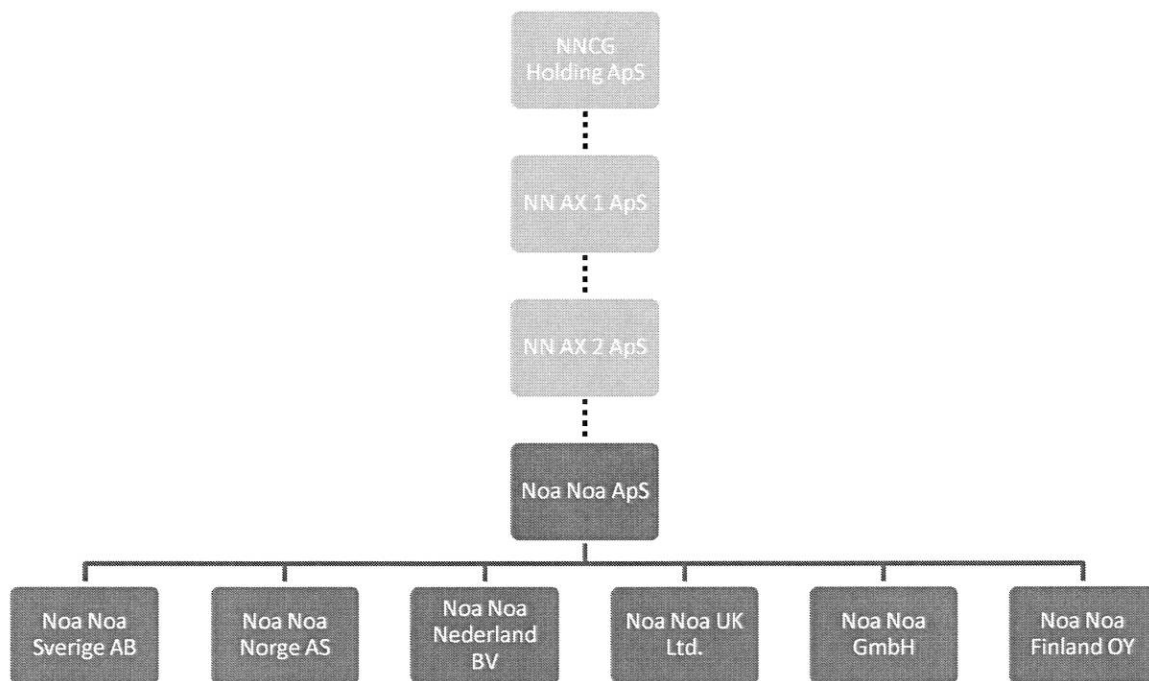 NNCG
Holding ApS
NN AX 1 ApS
NN AX 2 ApS
Noa Noa ApS
Noa Noa
Sverige AB
Noa Noa
Norge AS
Noa Noa
Nederland
BV
Noa Noa UK
Ltd.
Noa Noa
GmbH
Noa Noa
Finland OY